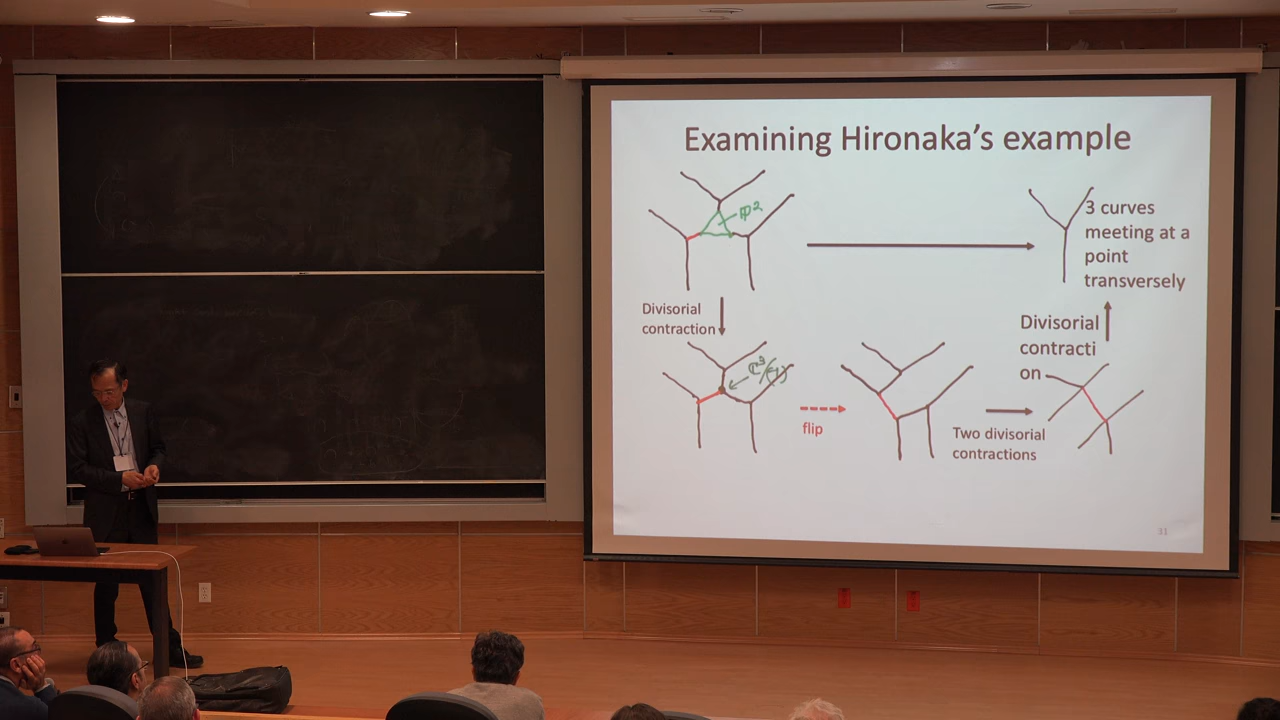 Examining Hironaka's example
ℙ²
3 curves
meeting at a
point
transversely
Divisorial
contraction
Divisorial
contracti
on
ℂ³/(-1)
flip
Two divisorial
contractions
31